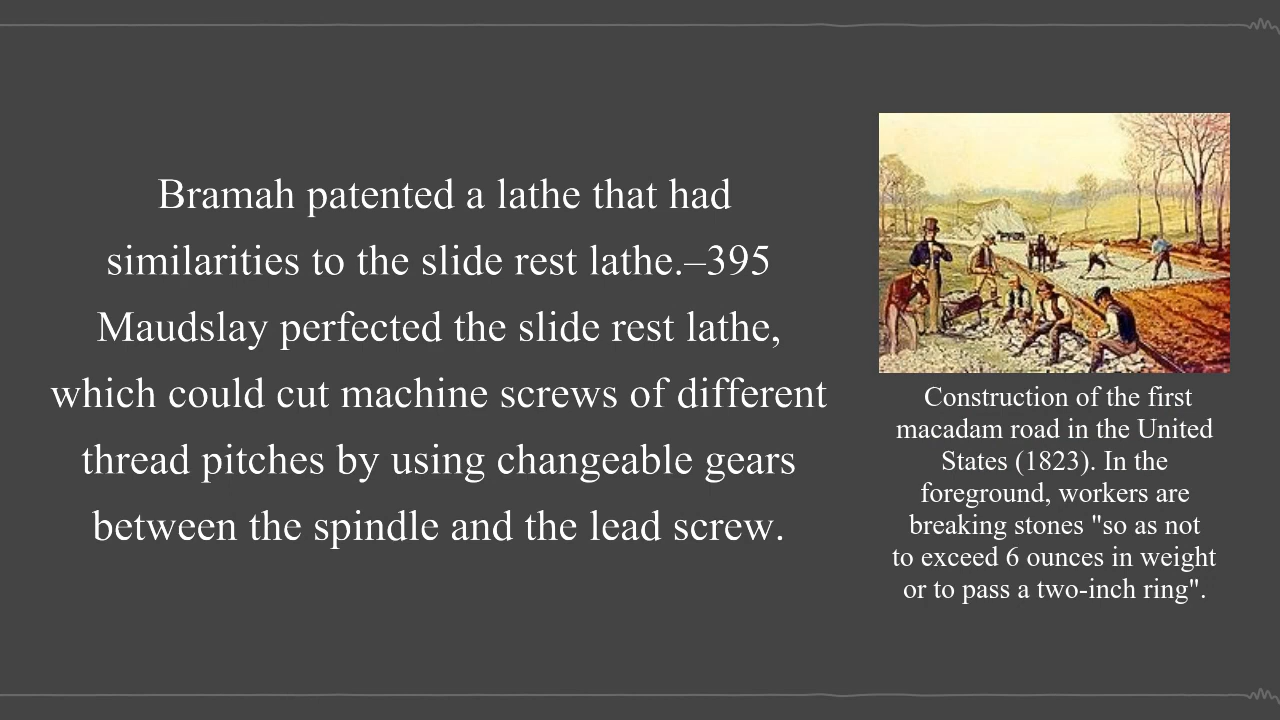 Bramah patented a lathe that had
similarities to the slide rest lathe.–395
Maudslay perfected the slide rest lathe,
which could cut machine screws of different
thread pitches by using changeable gears
between the spindle and the lead screw.
Construction of the first
macadam road in the United
States (1823). In the
foreground, workers are
breaking stones "so as not
to exceed 6 ounces in weight
or to pass a two-inch ring".